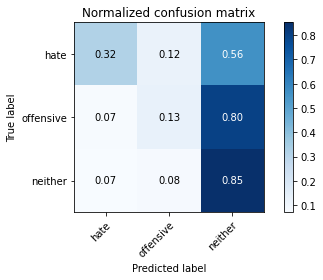 Normalized confusion matrix
hate 0.32 0.12 0.56
offensive 0.07 0.13 0.80
neither 0.07 0.08 0.85
hate offensive neither
True label
Predicted label
0.8
0.7
0.6
0.5
0.4
0.3
0.2
0.1